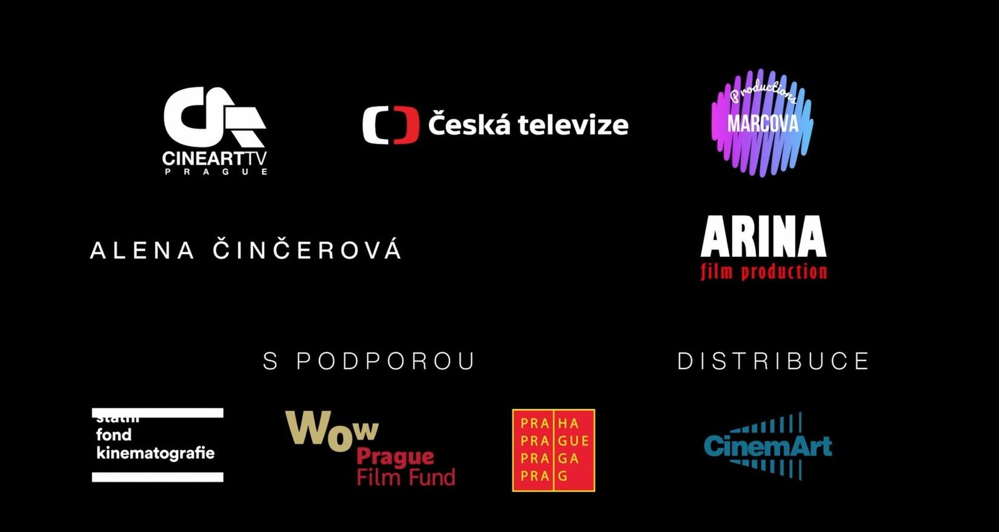 CINEARTTV
PRAGUE
Česká televize
Productions
MARCOVA
ALENA ČINČEROVÁ
ARINA
film production
S PODPOROU
DISTRIBUCE
státní
fond
kinematografie
Wow
Prague
Film Fund
PRAHA
PRAGUE
PRAGA
PRAG
CinemArt